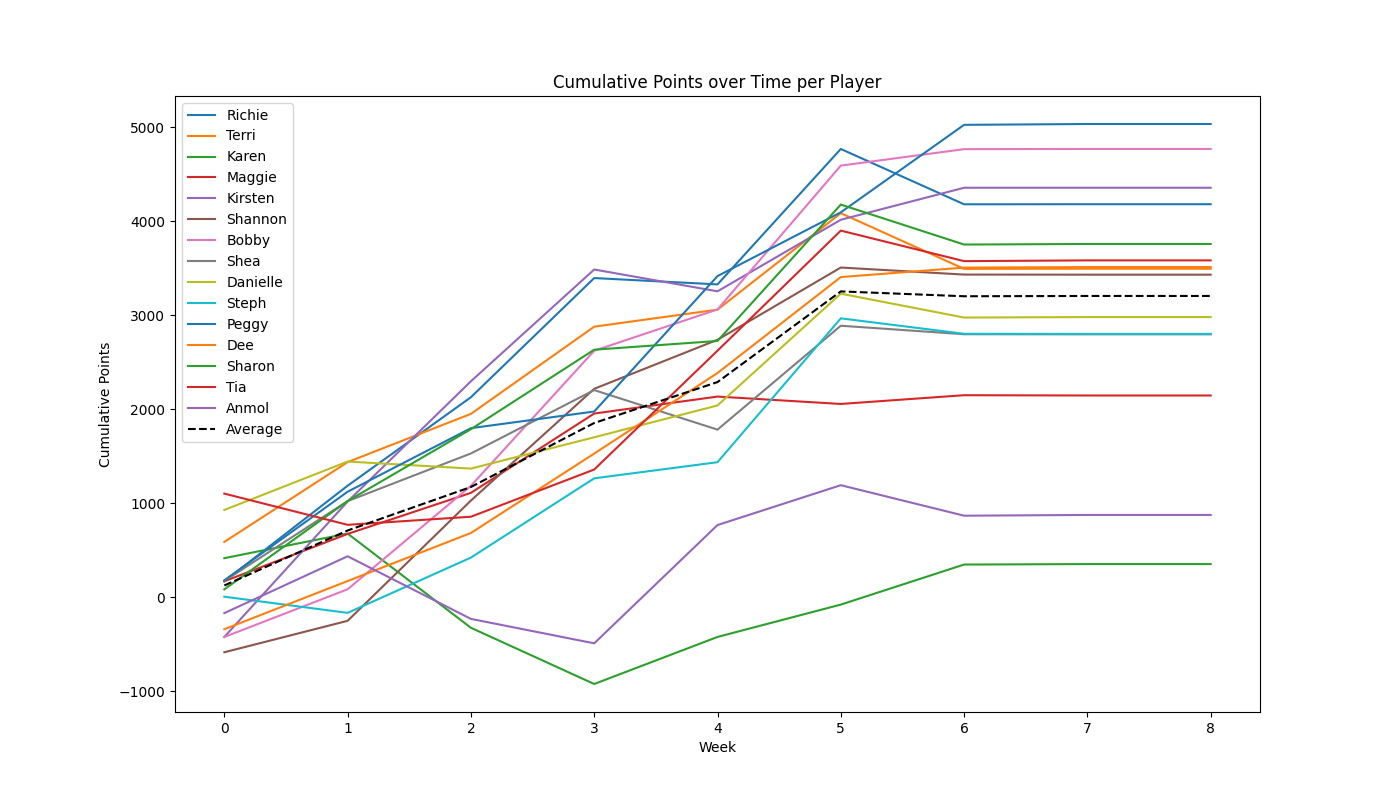 Cumulative Points over Time per Player
Richie
Terri
Karen
Maggie
Kirsten
Shannon
Bobby
Shea
Danielle
Steph
Peggy
Dee
Sharon
Tia
Anmol
Average
5000
4000
3000
2000
1000
0
−1000
Cumulative Points
0 1 2 3 4 5 6 7 8
Week